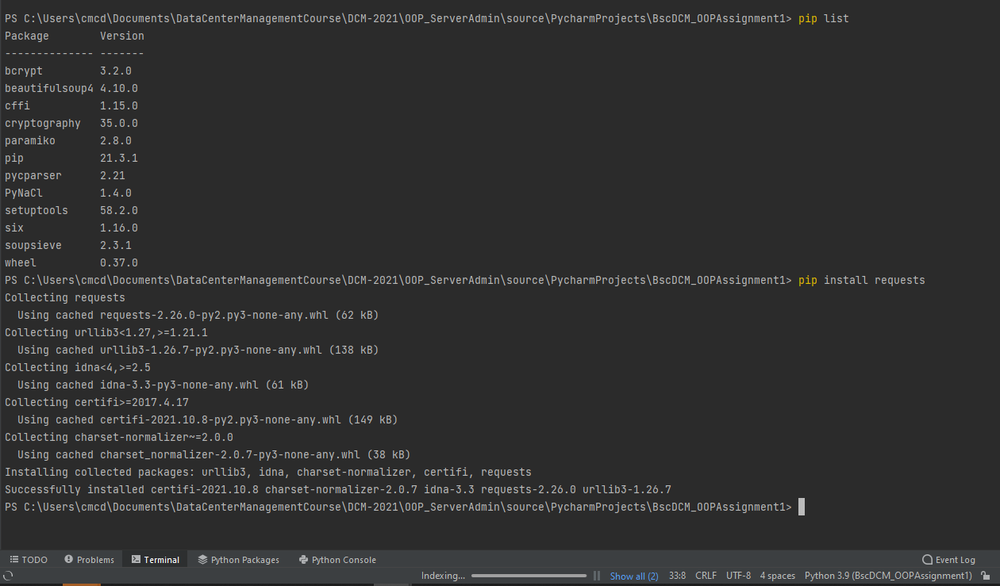 PS C:\Users\cmcd\Documents\DataCenterManagementCourse\DCM-2021\OOP_ServerAdmin\source\PycharmProjects\BscDCM_OOPAssignment1> pip list
Package        Version
-------------- -------
bcrypt         3.2.0
beautifulsoup4 4.10.0
cffi           1.15.0
cryptography   35.0.0
paramiko       2.8.0
pip            21.3.1
pycparser      2.21
PyNaCl         1.4.0
setuptools     58.2.0
six            1.16.0
soupsieve      2.3.1
wheel          0.37.0
PS C:\Users\cmcd\Documents\DataCenterManagementCourse\DCM-2021\OOP_ServerAdmin\source\PycharmProjects\BscDCM_OOPAssignment1> pip install requests
Collecting requests
  Using cached requests-2.26.0-py2.py3-none-any.whl (62 kB)
Collecting urllib3<1.27,>=1.21.1
  Using cached urllib3-1.26.7-py2.py3-none-any.whl (138 kB)
Collecting idna<4,>=2.5
  Using cached idna-3.3-py3-none-any.whl (61 kB)
Collecting certifi>=2017.4.17
  Using cached certifi-2021.10.8-py2.py3-none-any.whl (149 kB)
Collecting charset-normalizer~=2.0.0
  Using cached charset_normalizer-2.0.7-py3-none-any.whl (38 kB)
Installing collected packages: urllib3, idna, charset-normalizer, certifi, requests
Successfully installed certifi-2021.10.8 charset-normalizer-2.0.7 idna-3.3 requests-2.26.0 urllib3-1.26.7
PS C:\Users\cmcd\Documents\DataCenterManagementCourse\DCM-2021\OOP_ServerAdmin\source\PycharmProjects\BscDCM_OOPAssignment1>
TODO Problems Terminal Python Packages Python Console Event Log
Indexing... Show all (2) 33:8 CRLF UTF-8 4 spaces Python 3.9 (BscDCM_OOPAssignment1)